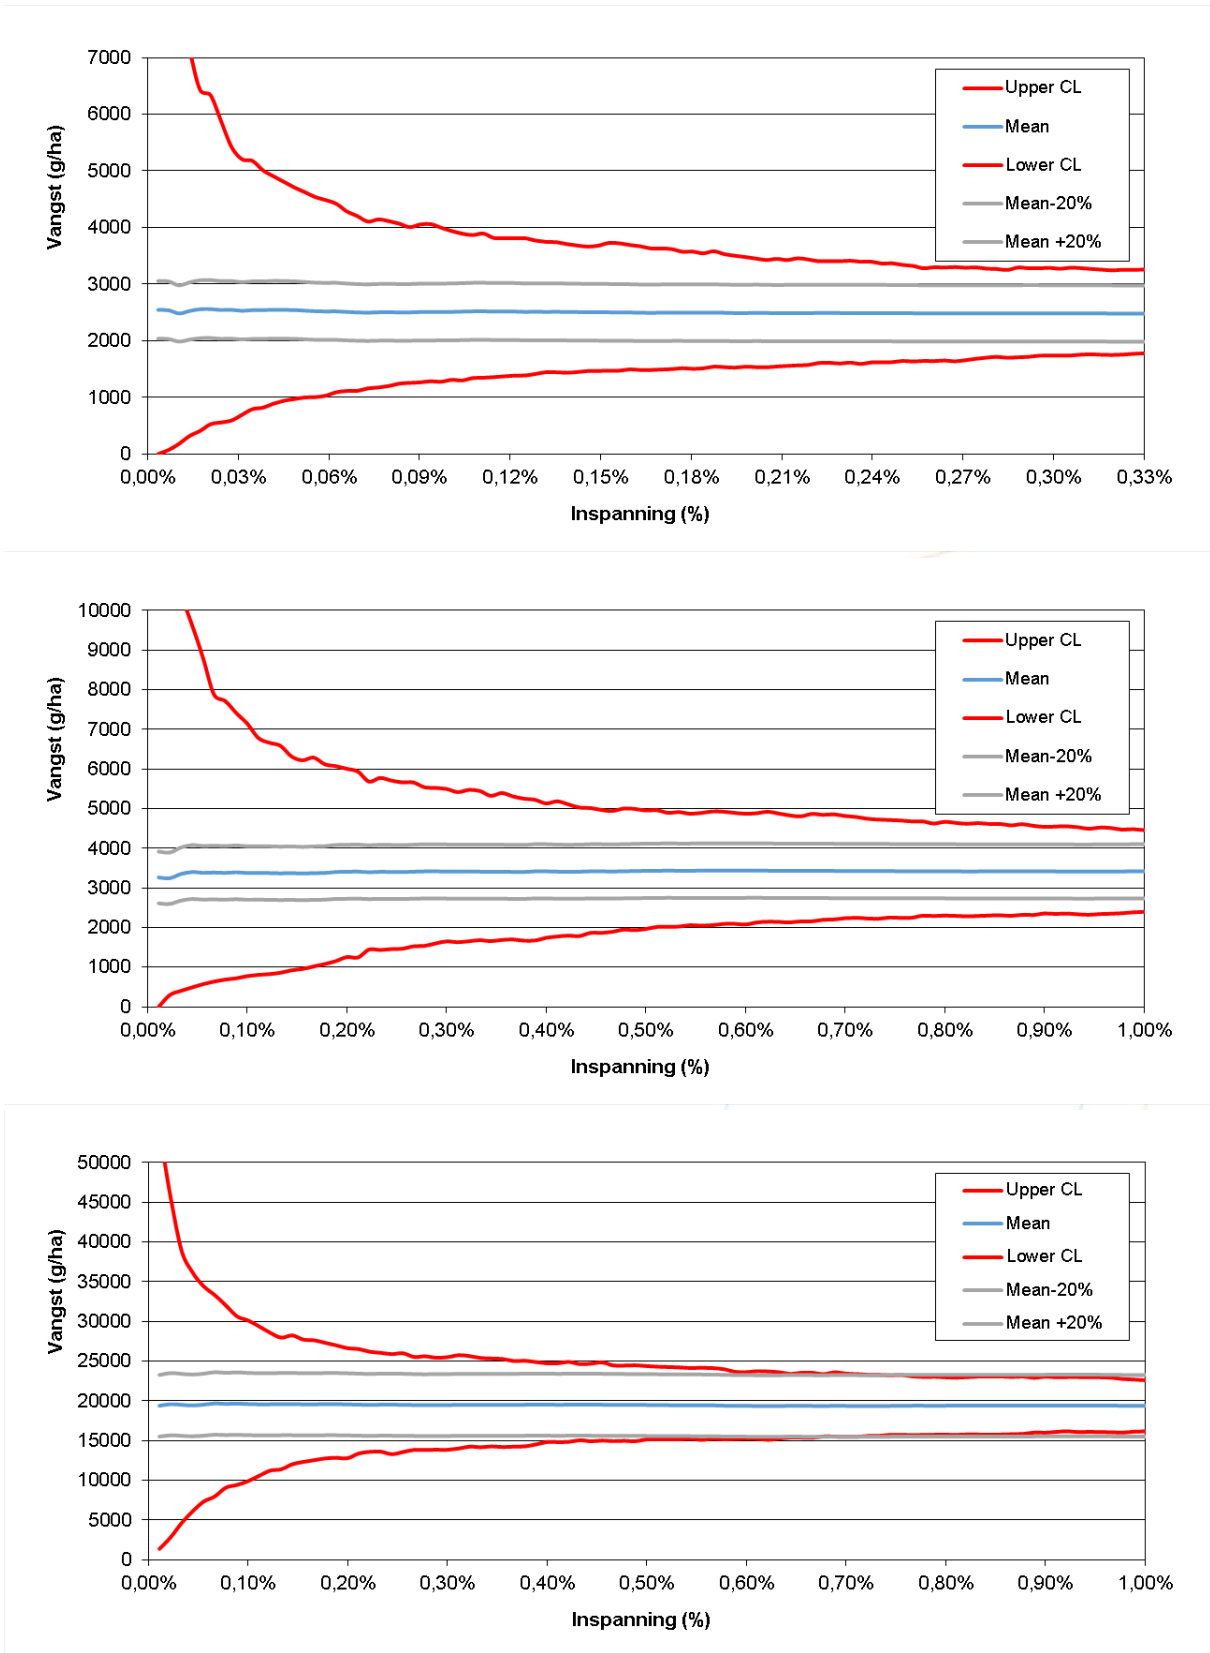 7000
6000
5000
4000
3000
2000
1000
0
Vangst (g/ha)
Upper CL
Mean
Lower CL
Mean-20%
Mean +20%
0,00% 0,03% 0,06% 0,09% 0,12% 0,15% 0,18% 0,21% 0,24% 0,27% 0,30% 0,33%
Inspanning (%)
10000
9000
8000
7000
6000
5000
4000
3000
2000
1000
0
Vangst (g/ha)
Upper CL
Mean
Lower CL
Mean-20%
Mean +20%
0,00% 0,10% 0,20% 0,30% 0,40% 0,50% 0,60% 0,70% 0,80% 0,90% 1,00%
Inspanning (%)
50000
45000
40000
35000
30000
25000
20000
15000
10000
5000
0
Vangst (g/ha)
Upper CL
Mean
Lower CL
Mean-20%
Mean +20%
0,00% 0,10% 0,20% 0,30% 0,40% 0,50% 0,60% 0,70% 0,80% 0,90% 1,00%
Inspanning (%)